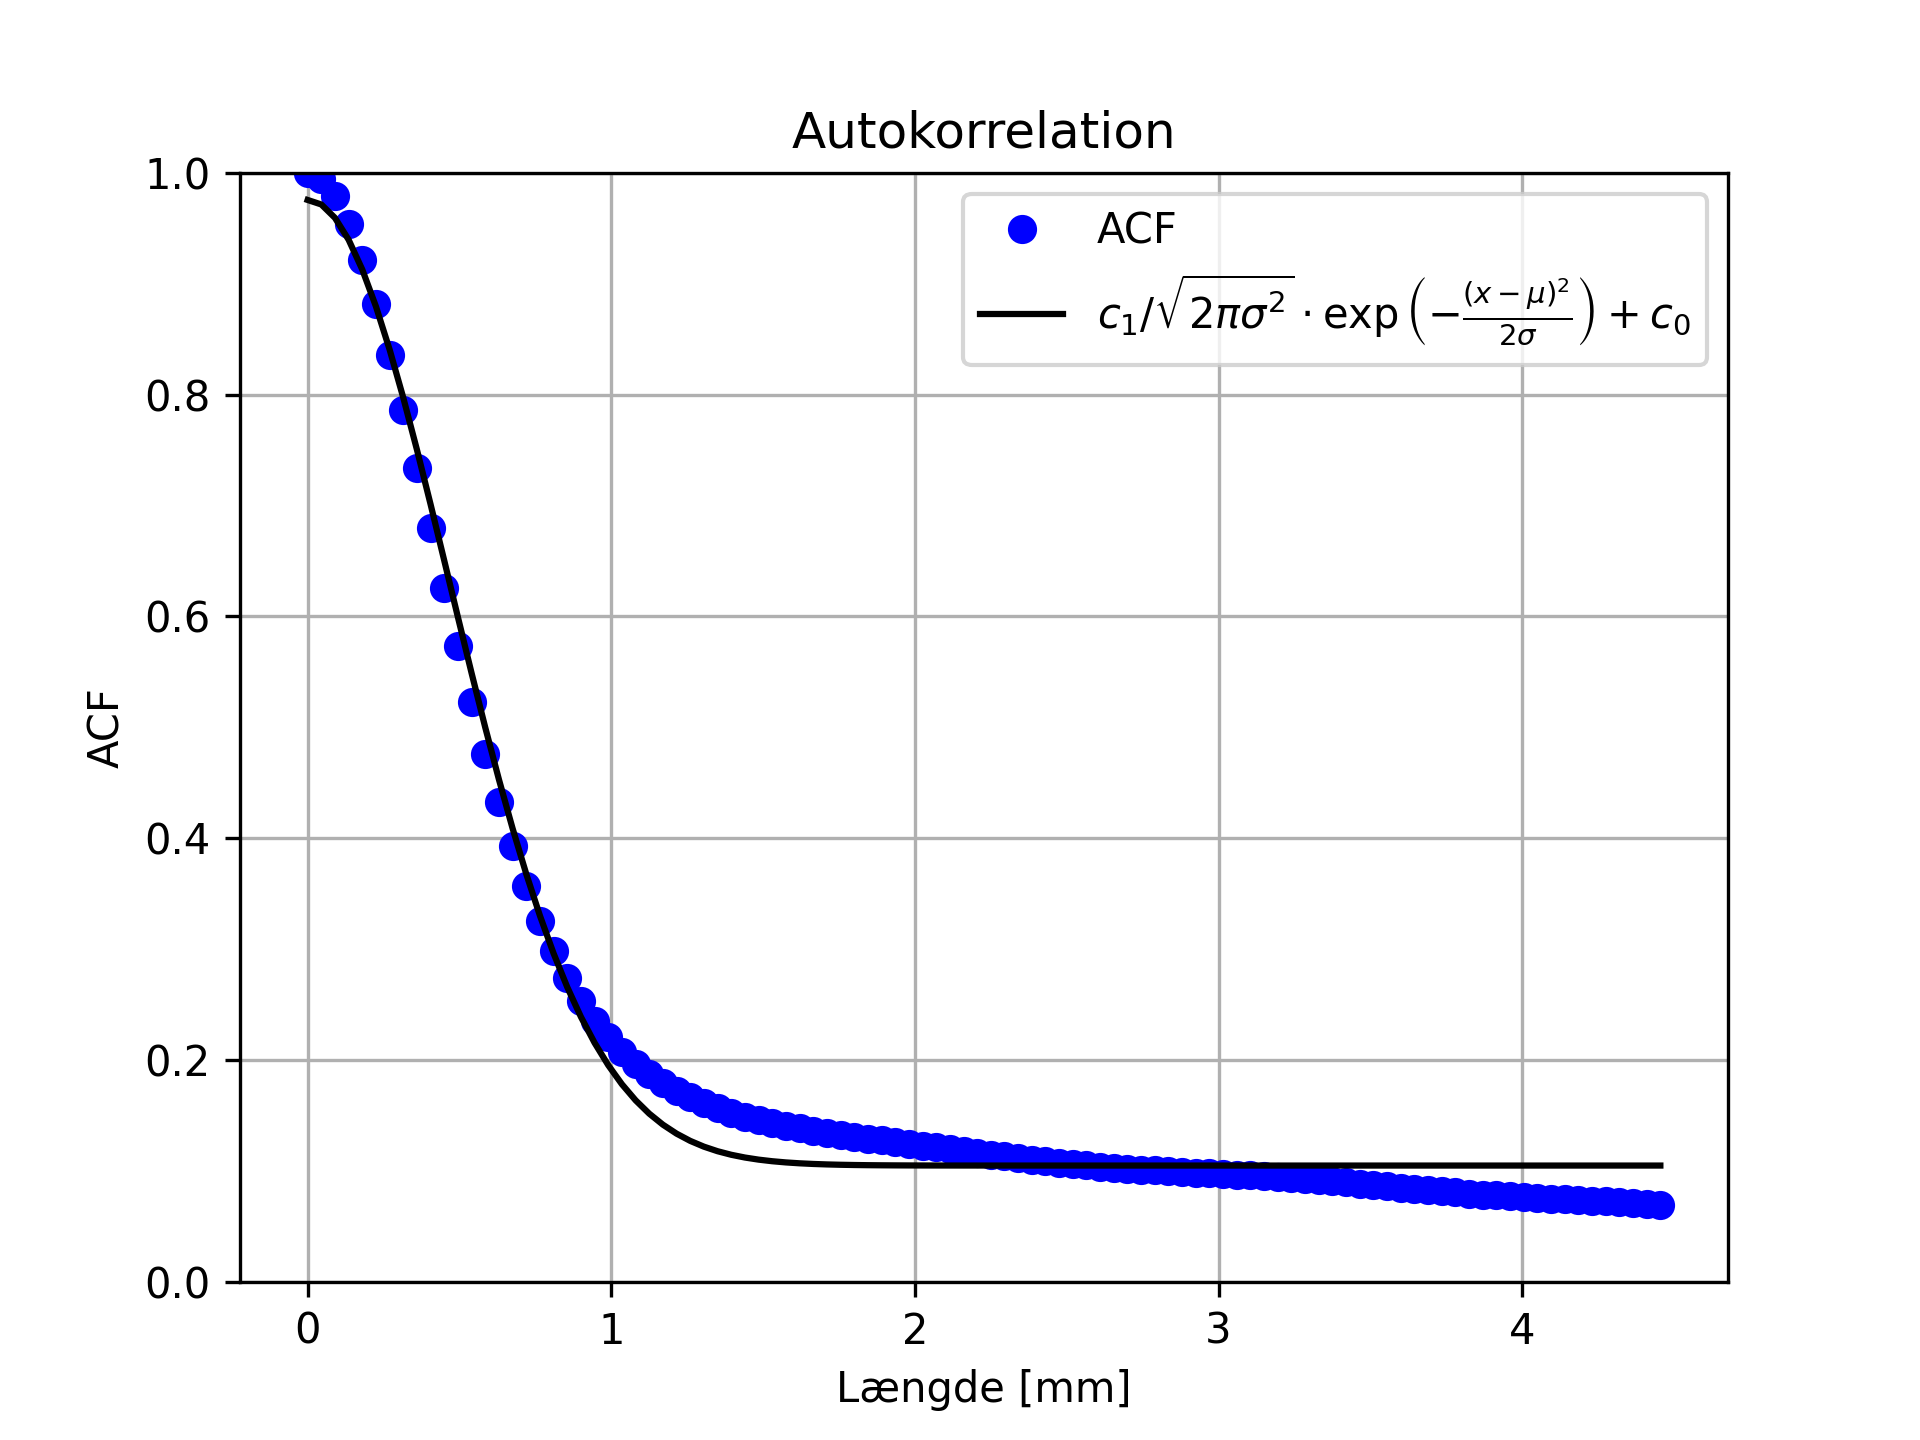 Autokorrelation
1.0
0.8
0.6
0.4
0.2
0.0
ACF
ACF
c₁/√2πσ² · exp(−(x − μ)²/2σ) + c₀
0 1 2 3 4
Længde [mm]